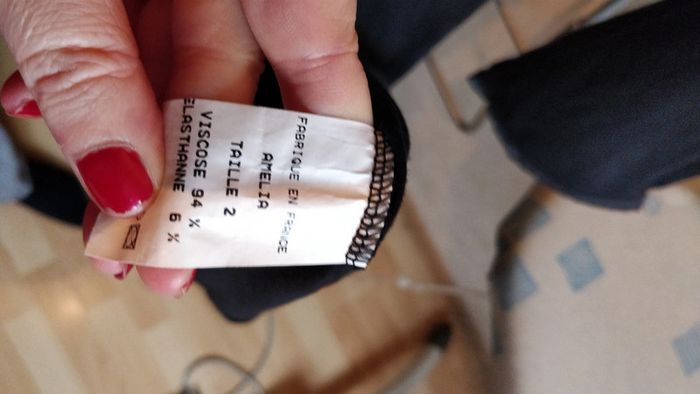 FABRIQUE EN FRANCE
AMELIA
TAILLE 2
VISCOSE 94 %
ELASTHANNE 6 %